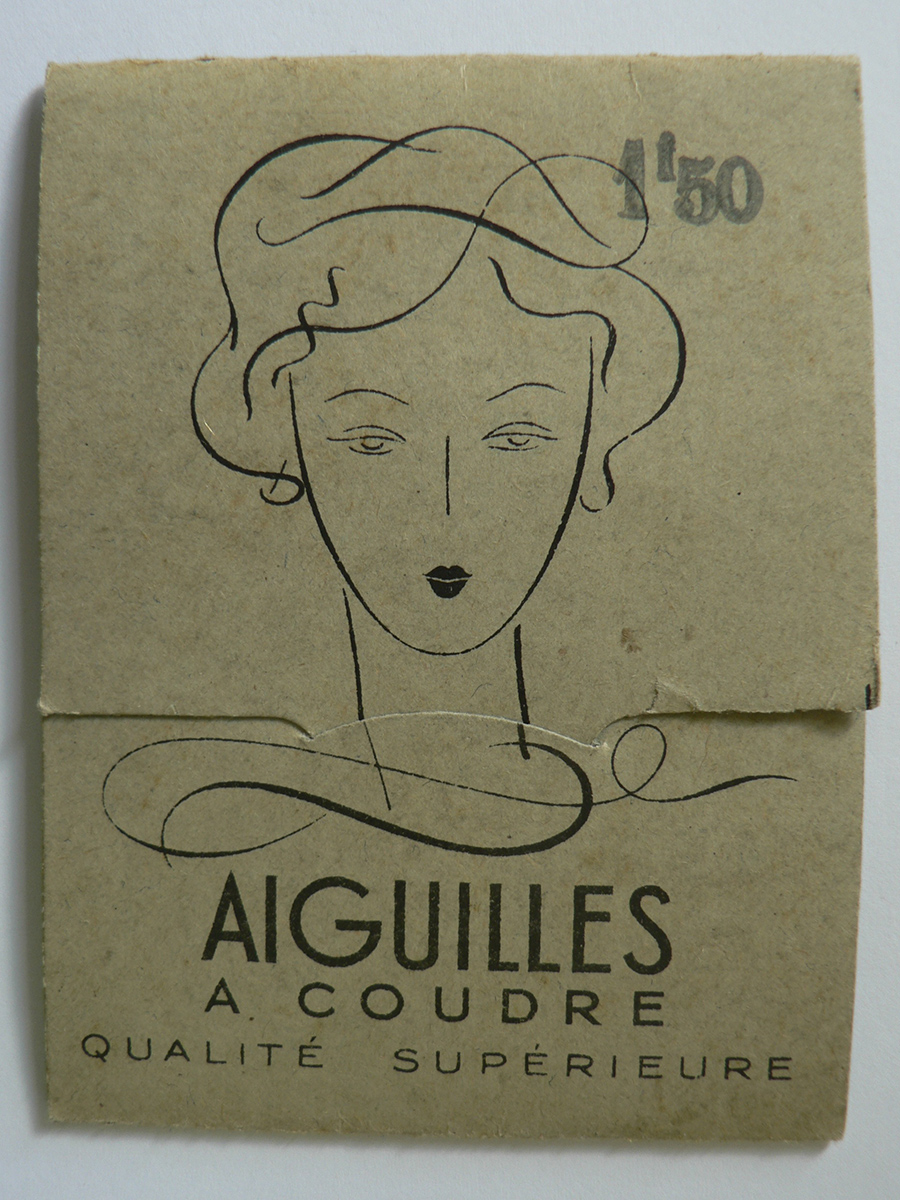 1f50
AIGUILLES
A COUDRE
QUALITÉ SUPÉRIEURE